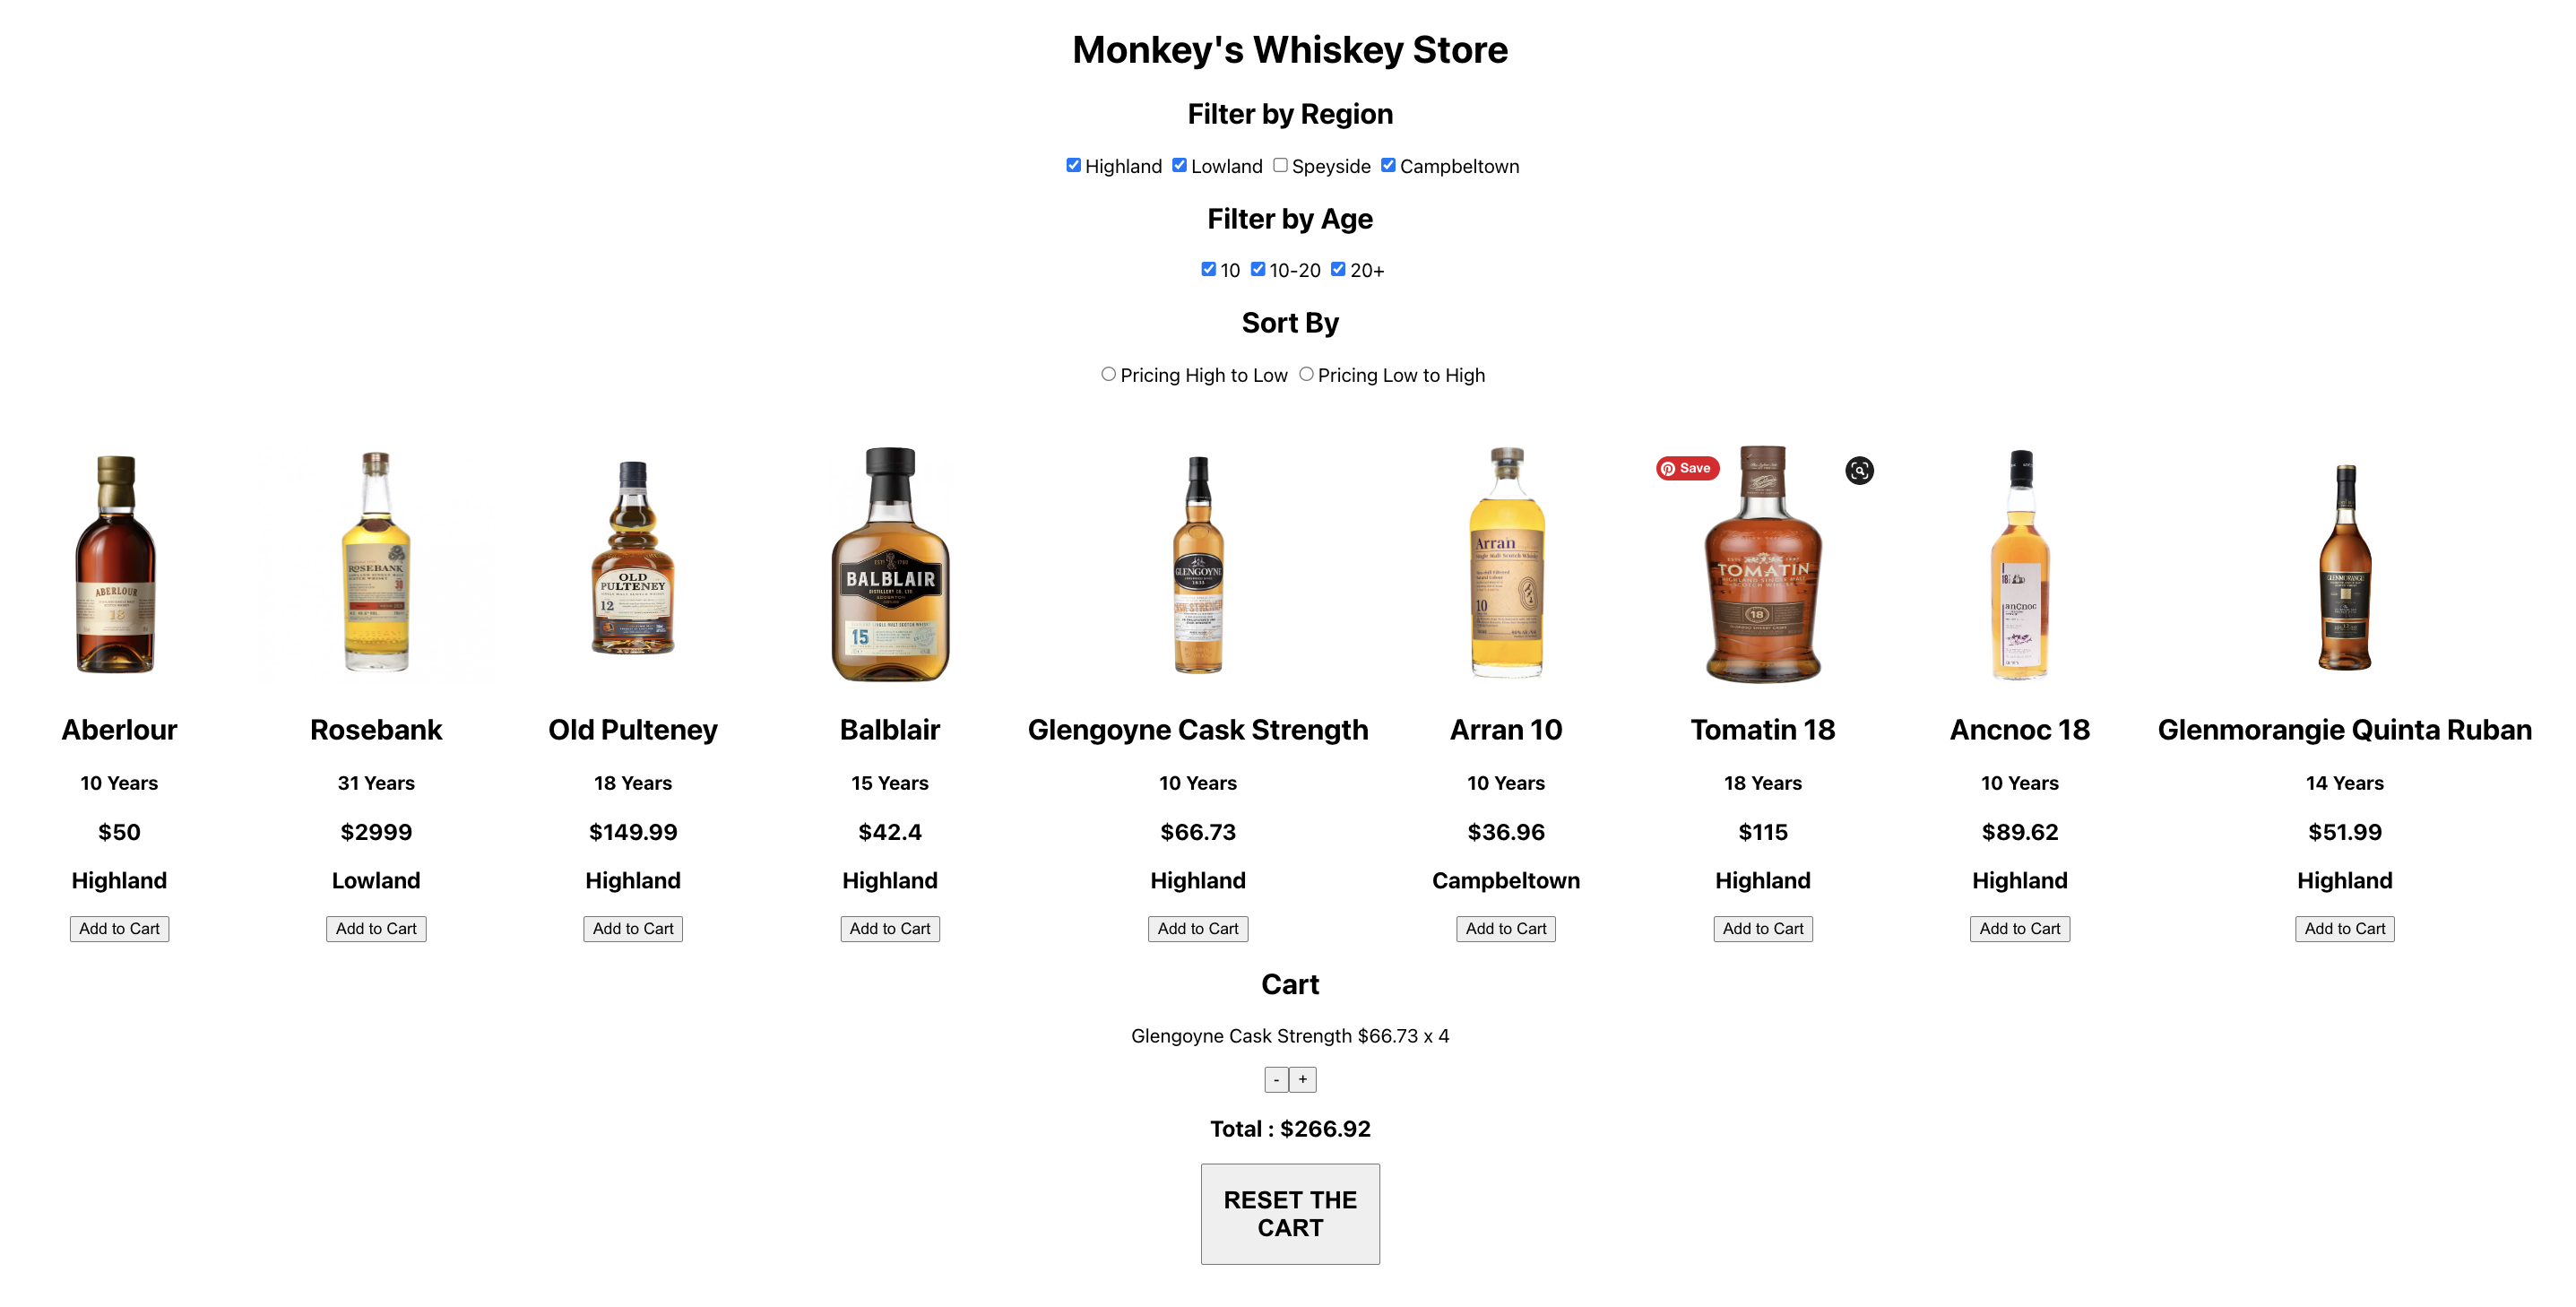 Monkey's Whiskey Store
Filter by Region
Highland Lowland Speyside Campbeltown
Filter by Age
10 10-20 20+
Sort By
Pricing High to Low Pricing Low to High
Save
ABERLOUR
18
ROSEBANK
30
OLD
PULTENEY
12
BALBLAIR
15
GLENGOYNE
CASK STRENGTH
Arran
10
TOMATIN
18
18
anCnoc
GLENMORANGIE
Aberlour Rosebank Old Pulteney Balblair Glengoyne Cask Strength Arran 10 Tomatin 18 Ancnoc 18 Glenmorangie Quinta Ruban
10 Years 31 Years 18 Years 15 Years 10 Years 10 Years 18 Years 10 Years 14 Years
$50 $2999 $149.99 $42.4 $66.73 $36.96 $115 $89.62 $51.99
Highland Lowland Highland Highland Highland Campbeltown Highland Highland Highland
Add to Cart Add to Cart Add to Cart Add to Cart Add to Cart Add to Cart Add to Cart Add to Cart Add to Cart
Cart
Glengoyne Cask Strength $66.73 x 4
- +
Total : $266.92
RESET THE
CART